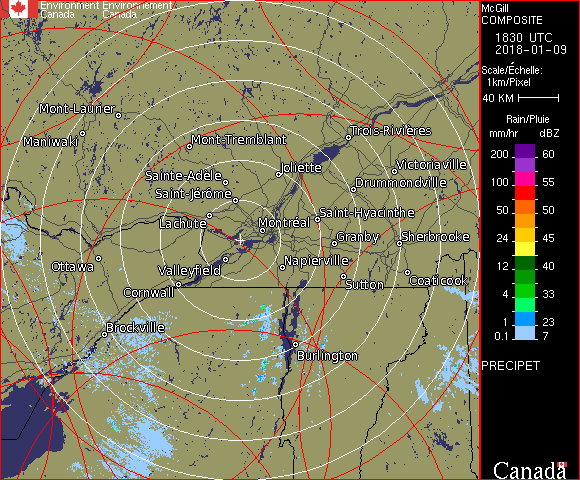 Environment Environnement
Canada Canada
McGill
COMPOSITE
1830 UTC
2018-01-09
Scale/Échelle:
1km/Pixel
40 KM
Rain/Pluie
mm/hr dBZ
200 60
100 55
50 50
24 45
12 40
4 33
1 23
0.1 7
PRECIPET
Canada
Mont-Laurier
Maniwaki
Mont-Tremblant
Trois-Rivières
Sainte-Adèle
Joliette
Victoriaville
Saint-Jérôme
Drummondville
Lachute
Montréal
Saint-Hyacinthe
Granby
Sherbrooke
Ottawa
Valleyfield
Napierville
Cornwall
Sutton
Coaticook
Brockville
Burlington